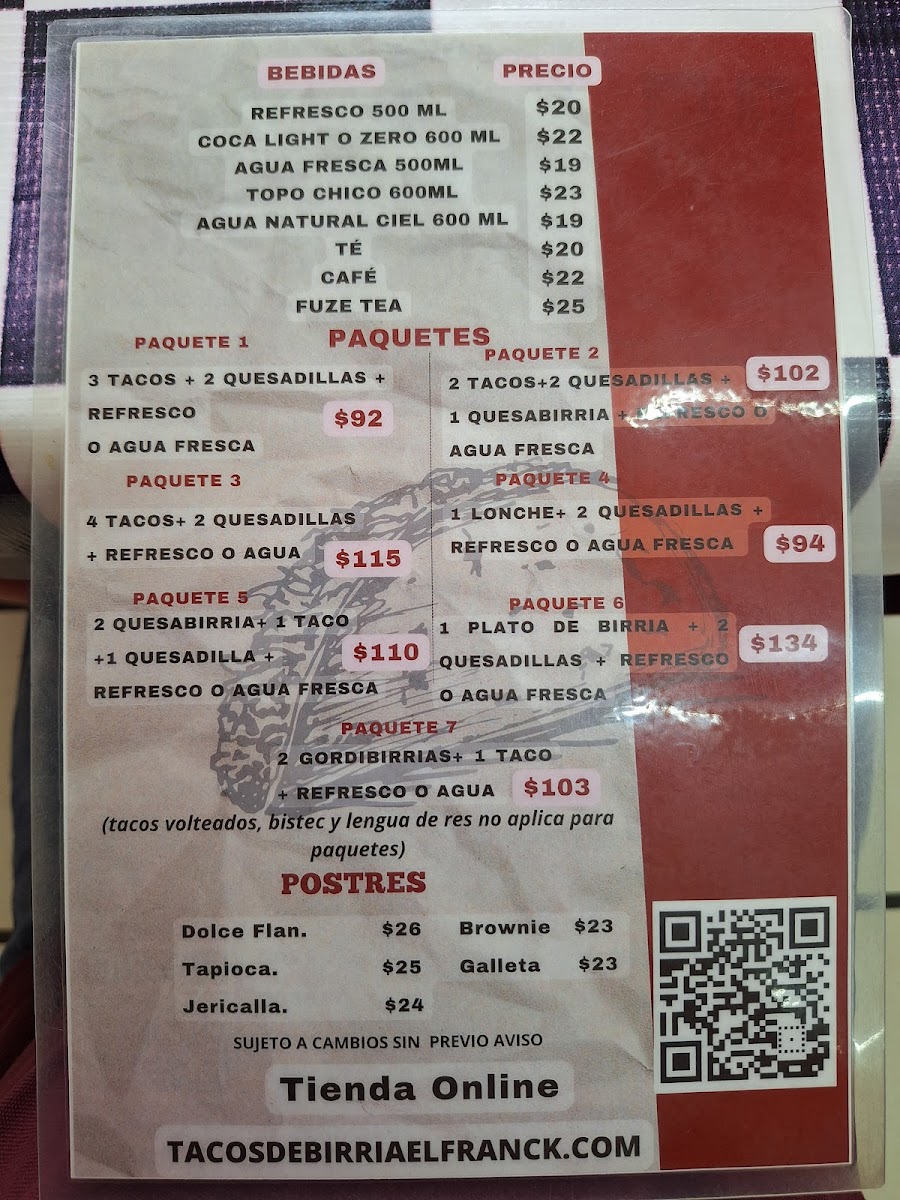 BEBIDAS PRECIO
REFRESCO 500 ML $20
COCA LIGHT O ZERO 600 ML $22
AGUA FRESCA 500ML $19
TOPO CHICO 600ML $23
AGUA NATURAL CIEL 600 ML $19
TÉ $20
CAFÉ $22
FUZE TEA $25
PAQUETES
PAQUETE 1
3 TACOS + 2 QUESADILLAS +
REFRESCO $92
O AGUA FRESCA
PAQUETE 2
2 TACOS+2 QUESADILLAS + $102
1 QUESABIRRIA + REFRESCO O
AGUA FRESCA
PAQUETE 3
4 TACOS+ 2 QUESADILLAS
+ REFRESCO O AGUA $115
PAQUETE 4
1 LONCHE+ 2 QUESADILLAS +
REFRESCO O AGUA FRESCA $94
PAQUETE 5
2 QUESABIRRIA+ 1 TACO
+1 QUESADILLA + $110
REFRESCO O AGUA FRESCA
PAQUETE 6
1 PLATO DE BIRRIA + 2
QUESADILLAS + REFRESCO $134
O AGUA FRESCA
PAQUETE 7
2 GORDIBIRRIAS+ 1 TACO
+ REFRESCO O AGUA $103
(tacos volteados, bistec y lengua de res no aplica para
paquetes)
POSTRES
Dolce Flan. $26 Brownie $23
Tapioca. $25 Galleta $23
Jericalla. $24
SUJETO A CAMBIOS SIN PREVIO AVISO
Tienda Online
TACOSDEBIRRIAELFRANCK.COM